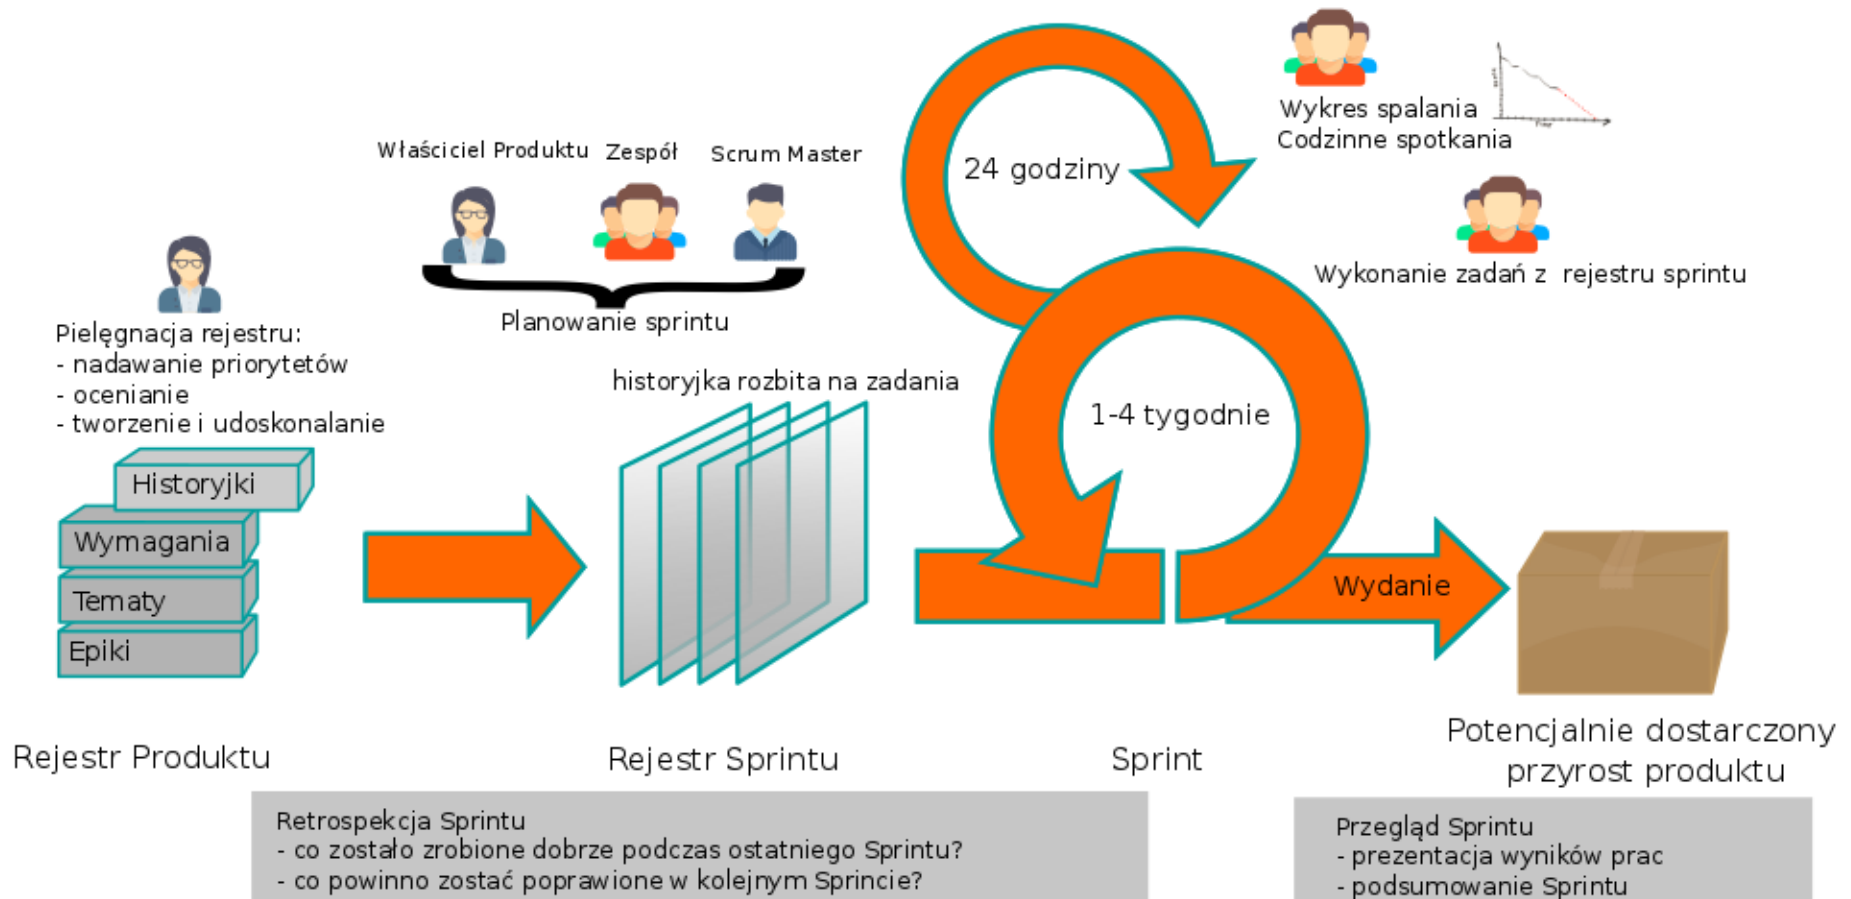 Właściciel Produktu
Zespół
Scrum Master
Planowanie sprintu
Pielęgnacja rejestru:
- nadawanie priorytetów
- ocenianie
- tworzenie i udoskonalanie
Historyjki
Wymagania
Tematy
Epiki
historyjka rozbita na zadania
24 godziny
1-4 tygodnie
Wykres spalania
Codzinne spotkania
Wykonanie zadań z rejestru sprintu
Wydanie
Rejestr Produktu
Rejestr Sprintu
Sprint
Potencjalnie dostarczony
przyrost produktu
Retrospekcja Sprintu
- co zostało zrobione dobrze podczas ostatniego Sprintu?
- co powinno zostać poprawione w kolejnym Sprincie?
Przegląd Sprintu
- prezentacja wyników prac
- podsumowanie Sprintu